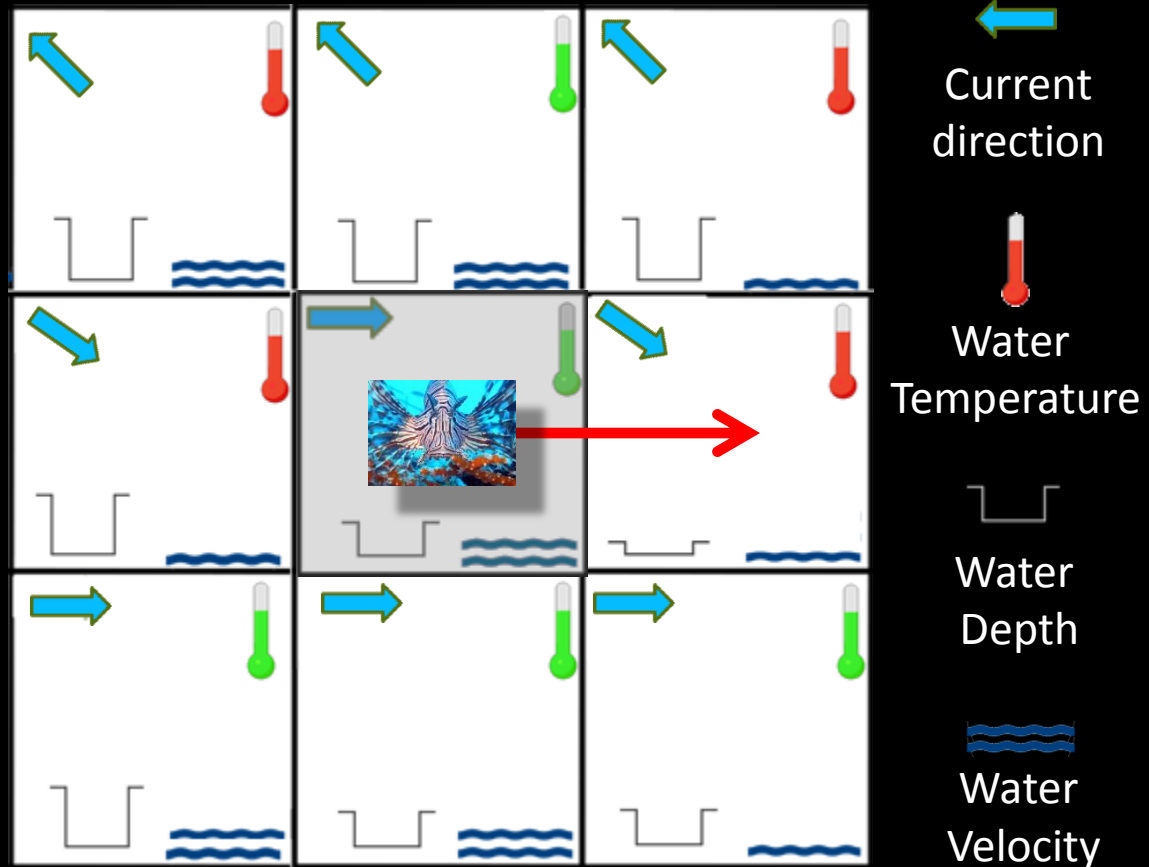 Current
direction
Water
Temperature
Water
Depth
Water
Velocity